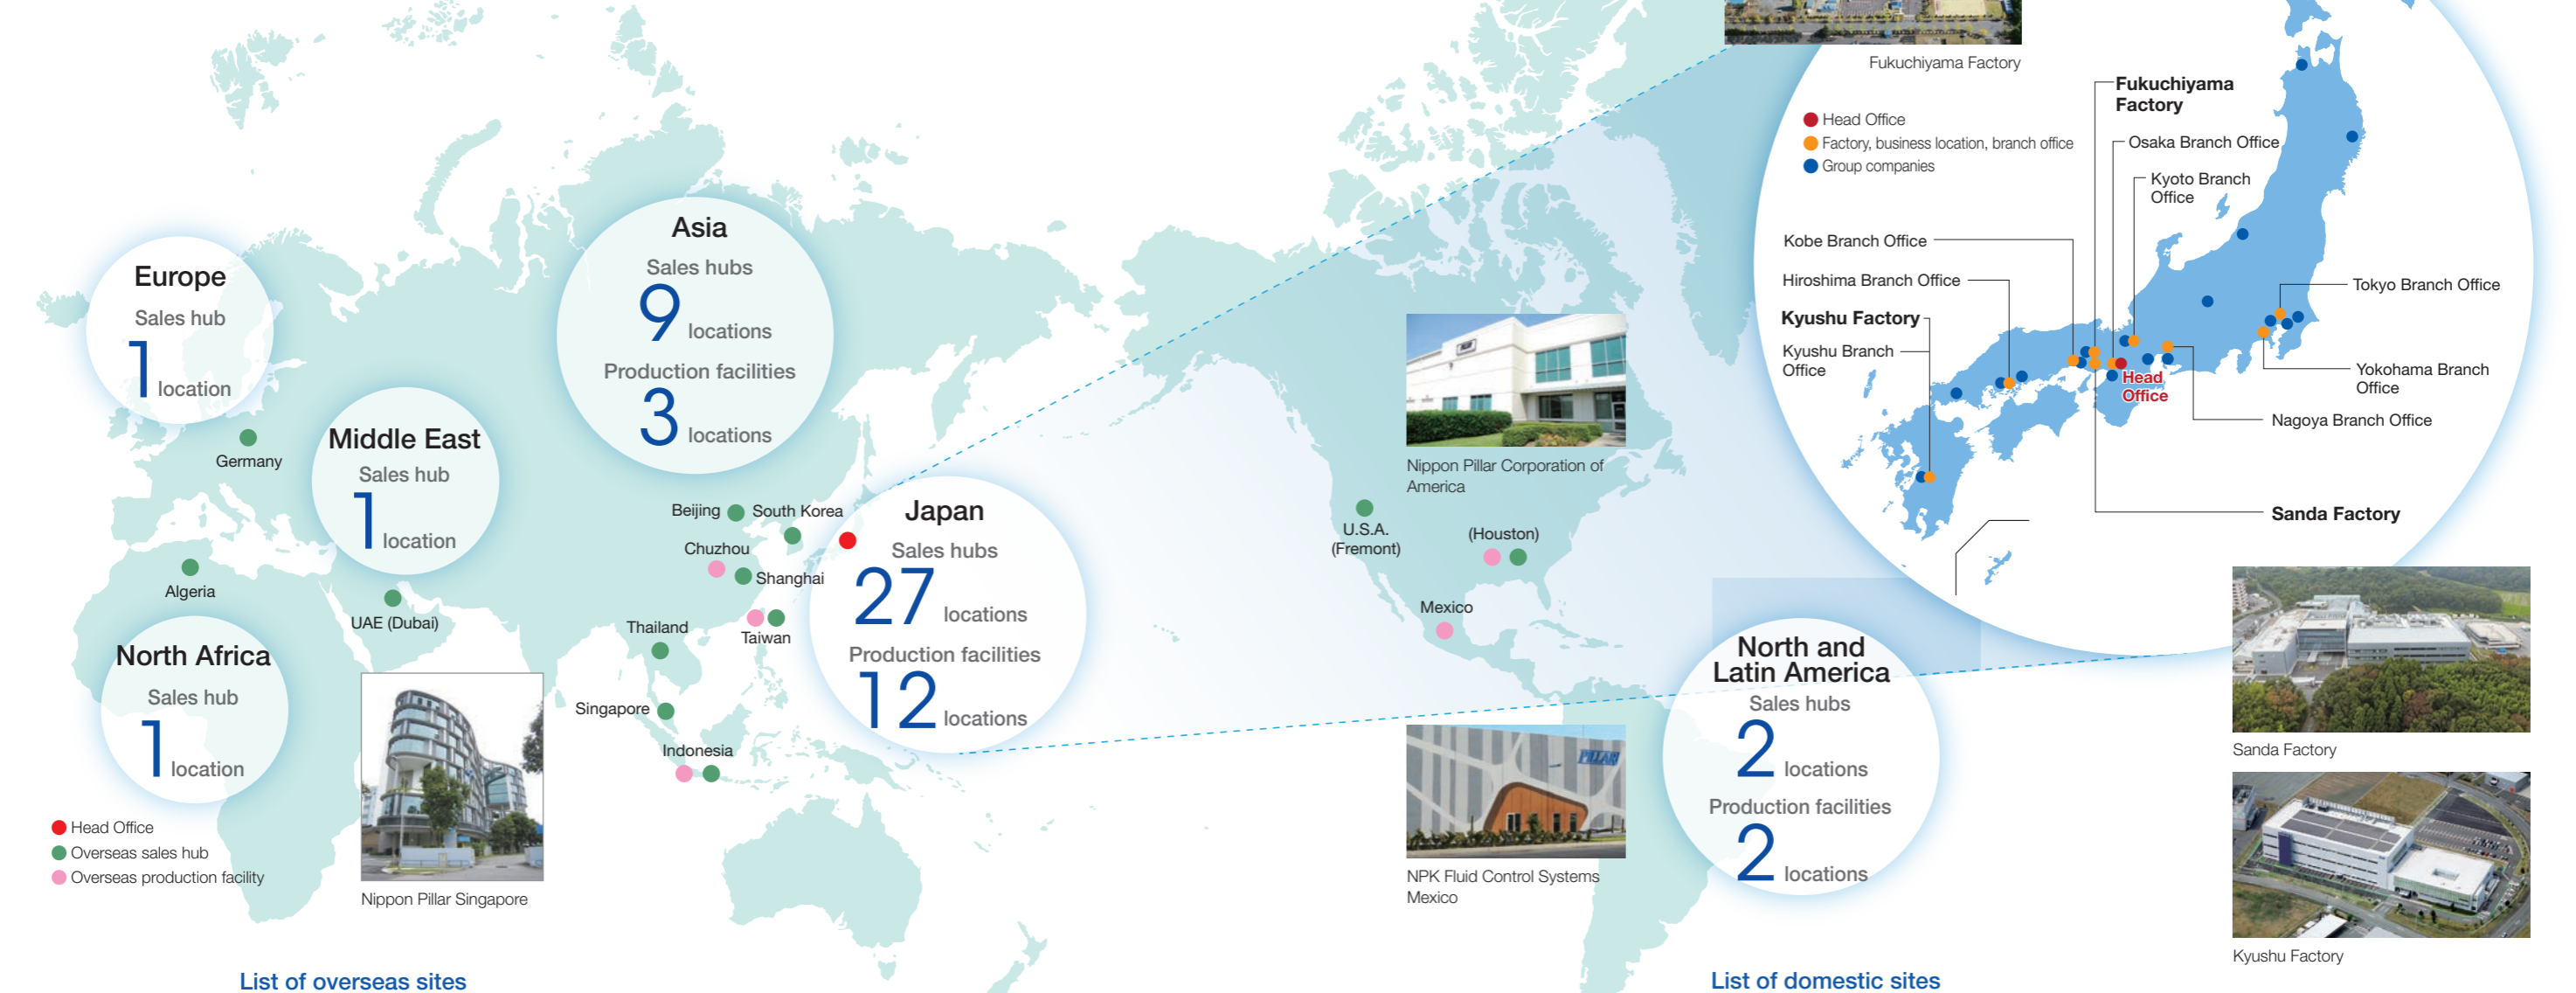 Fukuchiyama Factory
Head Office
Factory, business location, branch office
Group companies
Fukuchiyama
Factory
Osaka Branch Office
Kyoto Branch
Office
Kobe Branch Office
Hiroshima Branch Office
Kyushu Factory
Kyushu Branch
Office
Tokyo Branch Office
Yokohama Branch
Office
Nagoya Branch Office
Head
Office
Sanda Factory
Europe
Sales hub
1 location
Germany
Middle East
Sales hub
1 location
UAE (Dubai)
Algeria
North Africa
Sales hub
1 location
Asia
Sales hubs
9 locations
Production facilities
3 locations
Beijing
South Korea
Chuzhou
Shanghai
Taiwan
Thailand
Singapore
Indonesia
Japan
Sales hubs
27 locations
Production facilities
12 locations
Nippon Pillar Corporation of
America
U.S.A.
(Fremont)
(Houston)
Mexico
PILLAR
NPK Fluid Control Systems
Mexico
North and
Latin America
Sales hubs
2 locations
Production facilities
2 locations
Sanda Factory
Kyushu Factory
Head Office
Overseas sales hub
Overseas production facility
Nippon Pillar Singapore
List of overseas sites
List of domestic sites